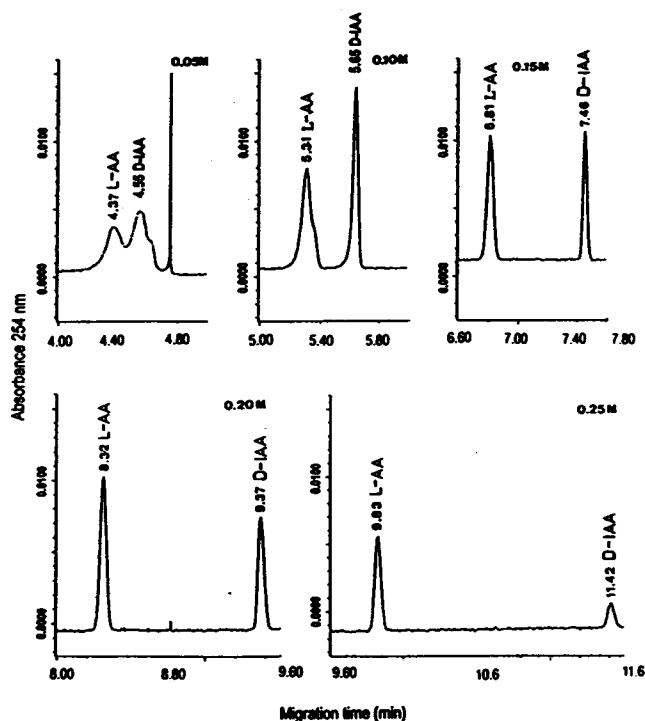 0.05M
4.37 L-AA
4.55 D-IAA
0.0100
0.0000
4.00 4.40 4.80
0.10M
5.31 L-AA
5.65 D-IAA
0.0100
0.0000
5.00 5.40 5.80
0.15M
6.81 L-AA
7.46 D-IAA
0.0100
0.0000
6.60 7.00 7.40 7.80
Absorbance 254 nm
0.20M
8.32 L-AA
9.37 D-IAA
0.0100
0.0000
8.00 8.80 9.60
0.25M
9.83 L-AA
11.42 D-IAA
0.0100
0.0000
9.60 10.6 11.6
Migration time (min)